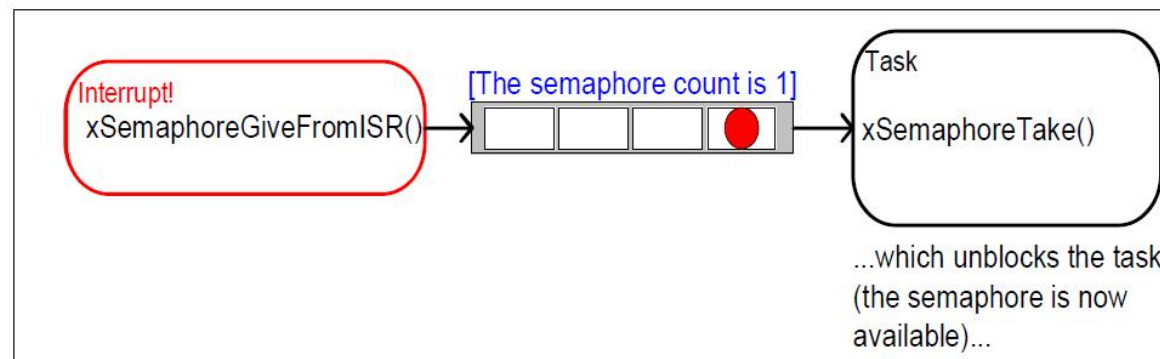 [The semaphore count is 1]
Interrupt!
xSemaphoreGiveFromISR()
Task
xSemaphoreTake()
...which unblocks the task
(the semaphore is now
available)...